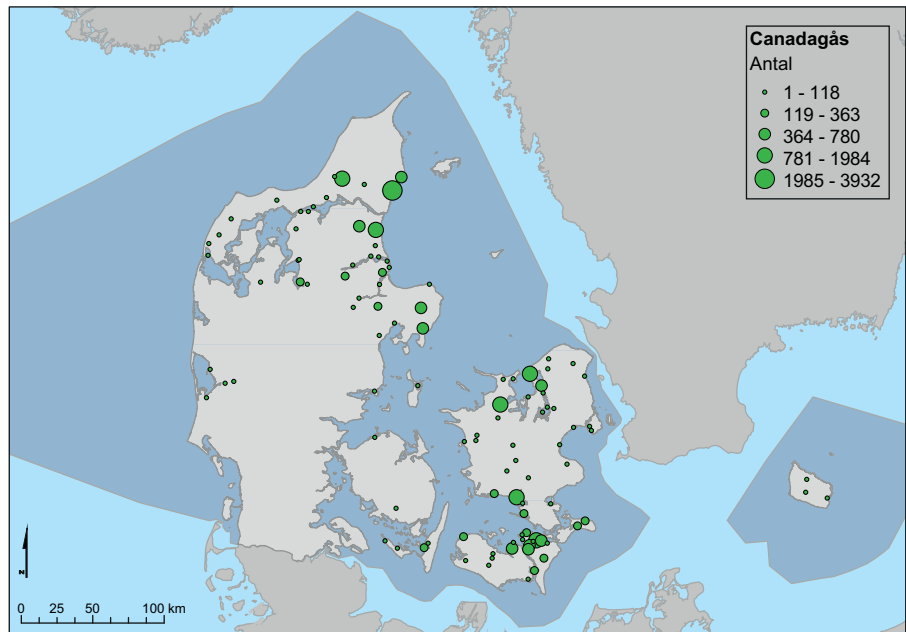 Canadagås
Antal
1 - 118
119 - 363
364 - 780
781 - 1984
1985 - 3932
N
0 25 50 100 km